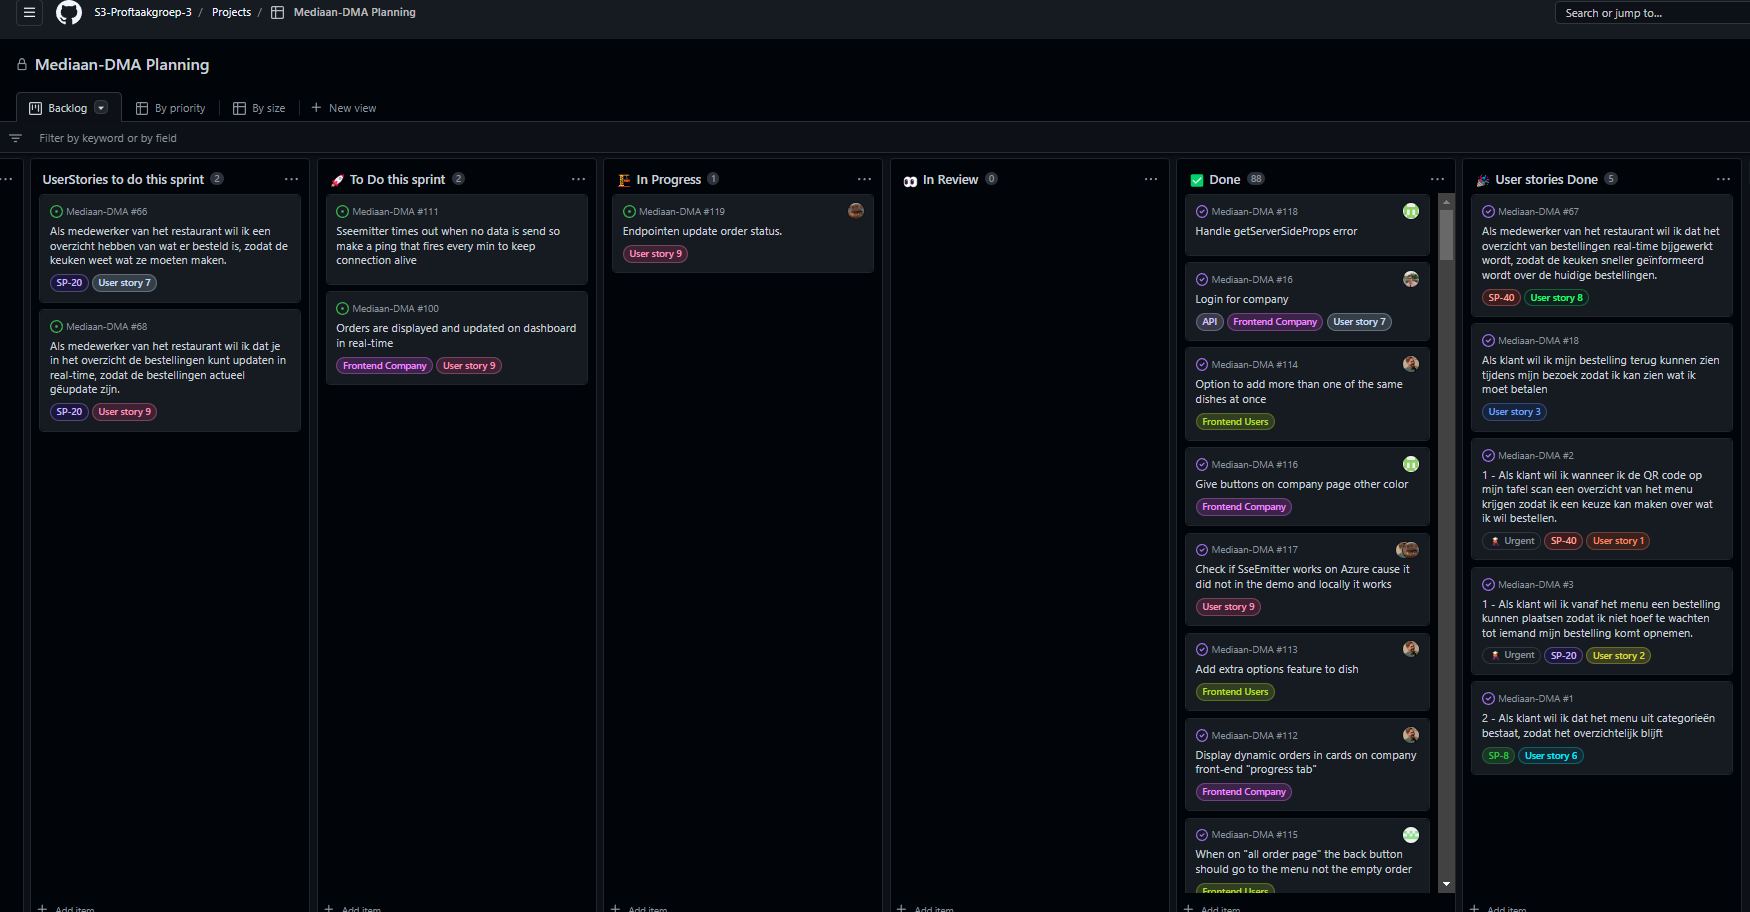 S3-Proftaakgroep-3 / Projects / Mediaan-DMA Planning
Search or jump to...
Mediaan-DMA Planning
Backlog
By priority
By size
New view
Filter by keyword or by field
UserStories to do this sprint 2
Mediaan-DMA #66
Als medewerker van het restaurant wil ik een
overzicht hebben van wat er besteld is, zodat de
keuken weet wat ze moeten maken.
SP-20 User story 7
Mediaan-DMA #68
Als medewerker van het restaurant wil ik dat je
in het overzicht de bestellingen kunt updaten in
real-time, zodat de bestellingen actueel
gëupdate zijn.
SP-20 User story 9
Add item
To Do this sprint 2
Mediaan-DMA #111
Sseemitter times out when no data is send so
make a ping that fires every min to keep
connection alive
Mediaan-DMA #100
Orders are displayed and updated on dashboard
in real-time
Frontend Company User story 9
Add item
In Progress 1
Mediaan-DMA #119
Endpointen update order status.
User story 9
Add item
In Review 0
Add item
Done 88
Mediaan-DMA #118
Handle getServerSideProps error
Mediaan-DMA #16
Login for company
API Frontend Company User story 7
Mediaan-DMA #114
Option to add more than one of the same
dishes at once
Frontend Users
Mediaan-DMA #116
Give buttons on company page other color
Frontend Company
Mediaan-DMA #117
Check if SseEmitter works on Azure cause it
did not in the demo and locally it works
User story 9
Mediaan-DMA #113
Add extra options feature to dish
Frontend Users
Mediaan-DMA #112
Display dynamic orders in cards on company
front-end "progress tab"
Frontend Company
Mediaan-DMA #115
When on "all order page" the back button
should go to the menu not the empty order
Frontend Users
Add item
User stories Done 5
Mediaan-DMA #67
Als medewerker van het restaurant wil ik dat het
overzicht van bestellingen real-time bijgewerkt
wordt, zodat de keuken sneller geïnformeerd
wordt over de huidige bestellingen.
SP-40 User story 8
Mediaan-DMA #18
Als klant wil ik mijn bestelling terug kunnen zien
tijdens mijn bezoek zodat ik kan zien wat ik
moet betalen
User story 3
Mediaan-DMA #2
1 - Als klant wil ik wanneer ik de QR code op
mijn tafel scan een overzicht van het menu
krijgen zodat ik een keuze kan maken over wat
ik wil bestellen.
Urgent SP-40 User story 1
Mediaan-DMA #3
1 - Als klant wil ik vanaf het menu een bestelling
kunnen plaatsen zodat ik niet hoef te wachten
tot iemand mijn bestelling komt opnemen.
Urgent SP-20 User story 2
Mediaan-DMA #1
2 - Als klant wil ik dat het menu uit categorieën
bestaat, zodat het overzichtelijk blijft
SP-8 User story 6
Add item